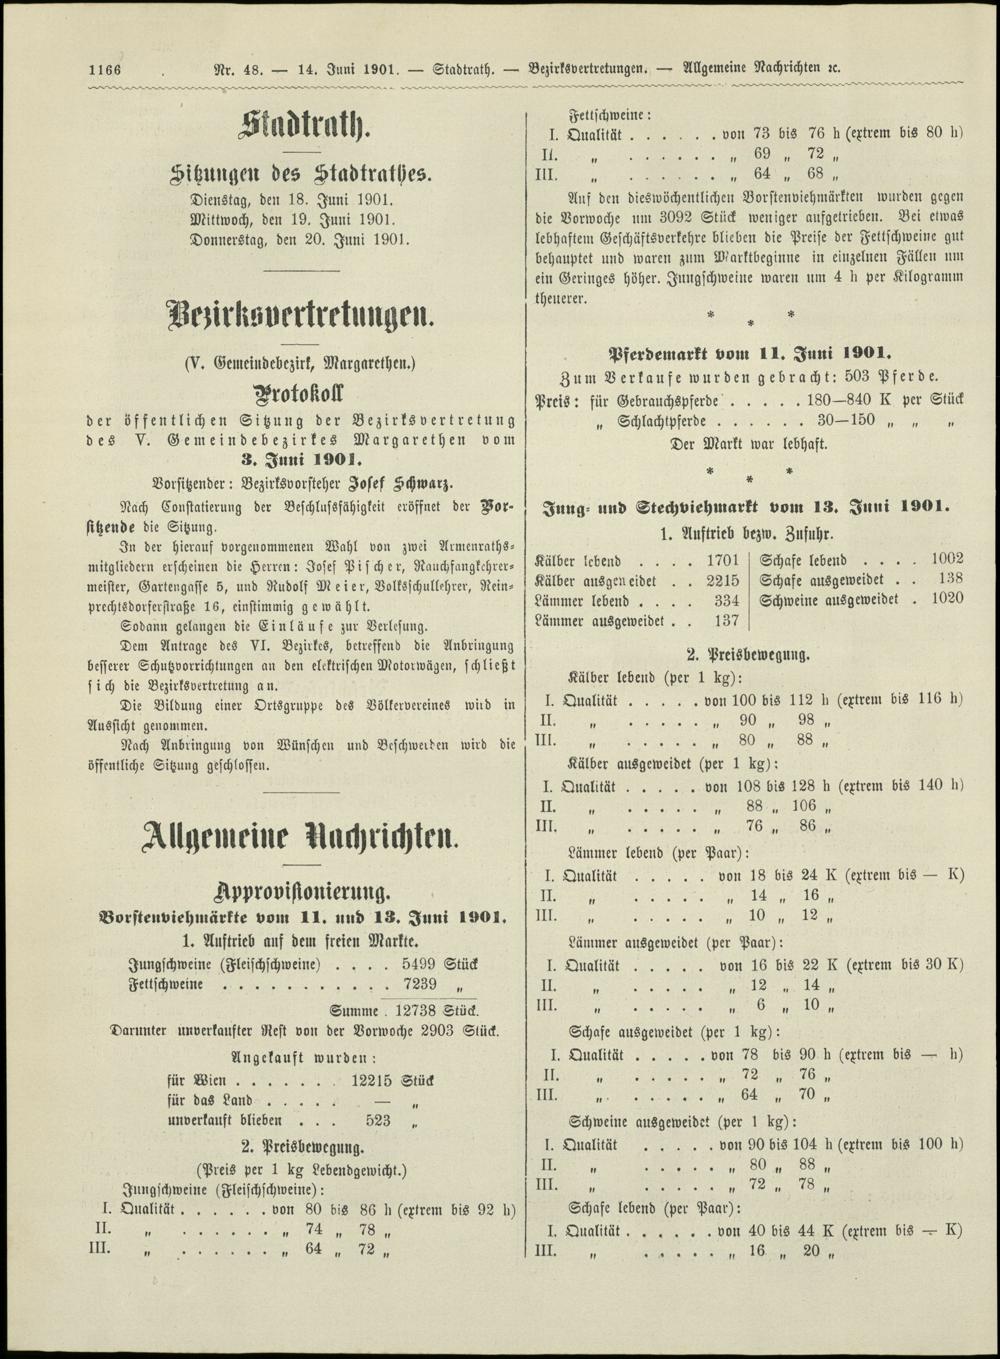 1166 Nr. 48. — 14. Juni 1901. — Stadtrath. — Bezirksvertretungen. — Allgemeine Nachrichten ꝛc.
Stadtrath.
Sitzungen des Stadtrathes.
Dienstag, den 18. Juni 1901.
Mittwoch, den 19. Juni 1901.
Donnerstag, den 20. Juni 1901.
Bezirksvertretungen.
(V. Gemeindebezirk, Margarethen.)
Protokoll
der öffentlichen Sitzung der Bezirksvertretung
des V. Gemeindebezirkes Margarethen vom
3. Juni 1901.
Vorsitzender: Bezirksvorsteher Josef Schwarz.
Nach Constatierung der Beschlussfähigkeit eröffnet der Vor-
sitzende die Sitzung.
In der hierauf vorgenommenen Wahl von zwei Armenraths-
mitgliedern erscheinen die Herren: Josef Pischer, Rauchfangkehrer-
meister, Gartengasse 5, und Rudolf Meier, Volksschullehrer, Rein-
prechtsdorferstraße 16, einstimmig gewählt.
Sodann gelangen die Einläufe zur Verlesung.
Dem Antrage des VI. Bezirkes, betreffend die Anbringung
besserer Schutzvorrichtungen an den elektrischen Motorwägen, schließt
sich die Bezirksvertretung an.
Die Bildung einer Ortsgruppe des Völkervereines wird in
Aussicht genommen.
Nach Anbringung von Wünschen und Beschwerden wird die
öffentliche Sitzung geschlossen.
Allgemeine Nachrichten.
Approvisionierung.
Borstenviehmärkte vom 11. und 13. Juni 1901.
1. Auftrieb auf dem freien Markte.
Jungschweine (Fleischschweine) . . . . 5499 Stück
Fettschweine . . . . . . . . . . . 7239 „
Summe . 12738 Stück.
Darunter unverkaufter Rest von der Vorwoche 2903 Stück.
Angekauft wurden:
für Wien . . . . . . . 12215 Stück
für das Land . . . . . — „
unverkauft blieben . . . 523 „
2. Preisbewegung.
(Preis per 1 kg Lebendgewicht.)
Jungschweine (Fleischschweine):
I. Qualität . . . . . . von 80 bis 86 h (extrem bis 92 h)
II. „ . . . . . . „ 74 „ 78 „
III. „ . . . . . . „ 64 „ 72 „
Fettschweine:
I. Qualität . . . . . . von 73 bis 76 h (extrem bis 80 h)
II. „ . . . . . . „ 69 „ 72 „
III. „ . . . . . . „ 64 „ 68 „
Auf den dieswöchentlichen Borstenviehmärkten wurden gegen
die Vorwoche um 3092 Stück weniger aufgetrieben. Bei etwas
lebhaftem Geschäftsverkehre blieben die Preise der Fettschweine gut
behauptet und waren zum Marktbeginne in einzelnen Fällen um
ein Geringes höher. Jungschweine waren um 4 h per Kilogramm
theuerer.
* * *
Pferdemarkt vom 11. Juni 1901.
Zum Verkaufe wurden gebracht: 503 Pferde.
Preis: für Gebrauchspferde . . . . . 180—840 K per Stück
„ Schlachtpferde . . . . . . 30—150 „ „ „
Der Markt war lebhaft.
* * *
Jung- und Stechviehmarkt vom 13. Juni 1901.
1. Auftrieb bezw. Zufuhr.
Kälber lebend . . . . 1701 Schafe lebend . . . . 1002
Kälber ausgeweidet . . 2215 Schafe ausgeweidet . . 138
Lämmer lebend . . . . 334 Schweine ausgeweidet . 1020
Lämmer ausgeweidet . . 137
2. Preisbewegung.
Kälber lebend (per 1 kg):
I. Qualität . . . . . von 100 bis 112 h (extrem bis 116 h)
II. „ . . . . . „ 90 „ 98 „
III. „ . . . . . „ 80 „ 88 „
Kälber ausgeweidet (per 1 kg):
I. Qualität . . . . . von 108 bis 128 h (extrem bis 140 h)
II. „ . . . . . „ 88 „ 106 „
III. „ . . . . . „ 76 „ 86 „
Lämmer lebend (per Paar):
I. Qualität . . . . . von 18 bis 24 K (extrem bis — K)
II. „ . . . . . „ 14 „ 16 „
III. „ . . . . . „ 10 „ 12 „
Lämmer ausgeweidet (per Paar):
I. Qualität . . . . . von 16 bis 22 K (extrem bis 30 K)
II. „ . . . . . „ 12 „ 14 „
III. „ . . . . . „ 6 „ 10 „
Schafe ausgeweidet (per 1 kg):
I. Qualität . . . . . von 78 bis 90 h (extrem bis — h)
II. „ . . . . . „ 72 „ 76 „
III. „ . . . . . „ 64 „ 70 „
Schweine ausgeweidet (per 1 kg):
I. Qualität . . . . . von 90 bis 104 h (extrem bis 100 h)
II. „ . . . . . „ 80 „ 88 „
III. „ . . . . . „ 72 „ 78 „
Schafe lebend (per Paar):
I. Qualität . . . . . von 40 bis 44 K (extrem bis — K)
III. „ . . . . . „ 16 „ 20 „